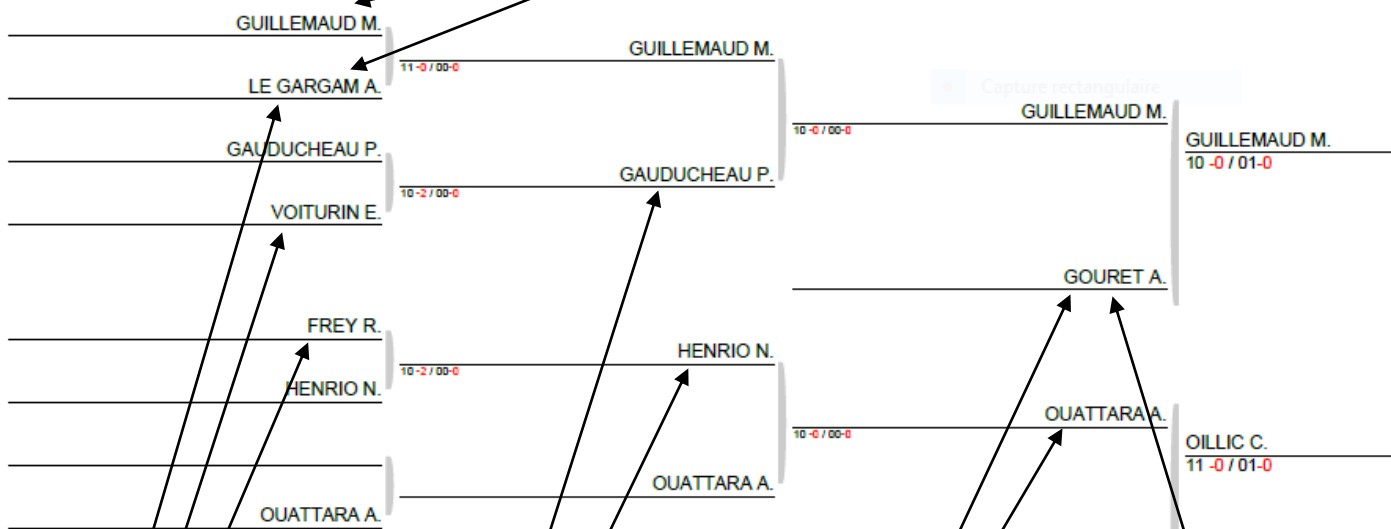 GUILLEMAUD M.
LE GARGAM A.
GAUDUCHEAU P.
VOITURIN E.
FREY R.
HENRIO N.
OUATTARA A.
GUILLEMAUD M.
11 -0 / 00-0
GAUDUCHEAU P.
10 -2 / 00-0
HENRIO N.
10 -2 / 00-0
OUATTARA A.
Capture rectangulaire
GUILLEMAUD M.
10 -0 / 00-0
GOURET A.
OUATTARA A.
10 -0 / 00-0
GUILLEMAUD M.
10 -0 / 01-0
OILLIC C.
11 -0 / 01-0